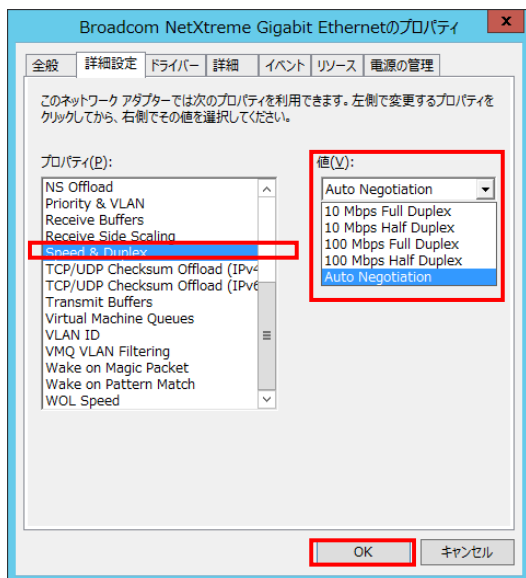 Broadcom NetXtreme Gigabit Ethernetのプロパティ
x
全般 詳細設定 ドライバー 詳細 イベント リソース 電源の管理
このネットワーク アダプターでは次のプロパティを利用できます。左側で変更するプロパティを
クリックしてから、右側でその値を選択してください。
プロパティ(P):
NS Offload
Priority & VLAN
Receive Buffers
Receive Side Scaling
Speed & Duplex
TCP/UDP Checksum Offload (IPv4
TCP/UDP Checksum Offload (IPv6
Transmit Buffers
Virtual Machine Queues
VLAN ID
VMQ VLAN Filtering
Wake on Magic Packet
Wake on Pattern Match
WOL Speed
値(V):
Auto Negotiation
10 Mbps Full Duplex
10 Mbps Half Duplex
100 Mbps Full Duplex
100 Mbps Half Duplex
Auto Negotiation
OK キャンセル